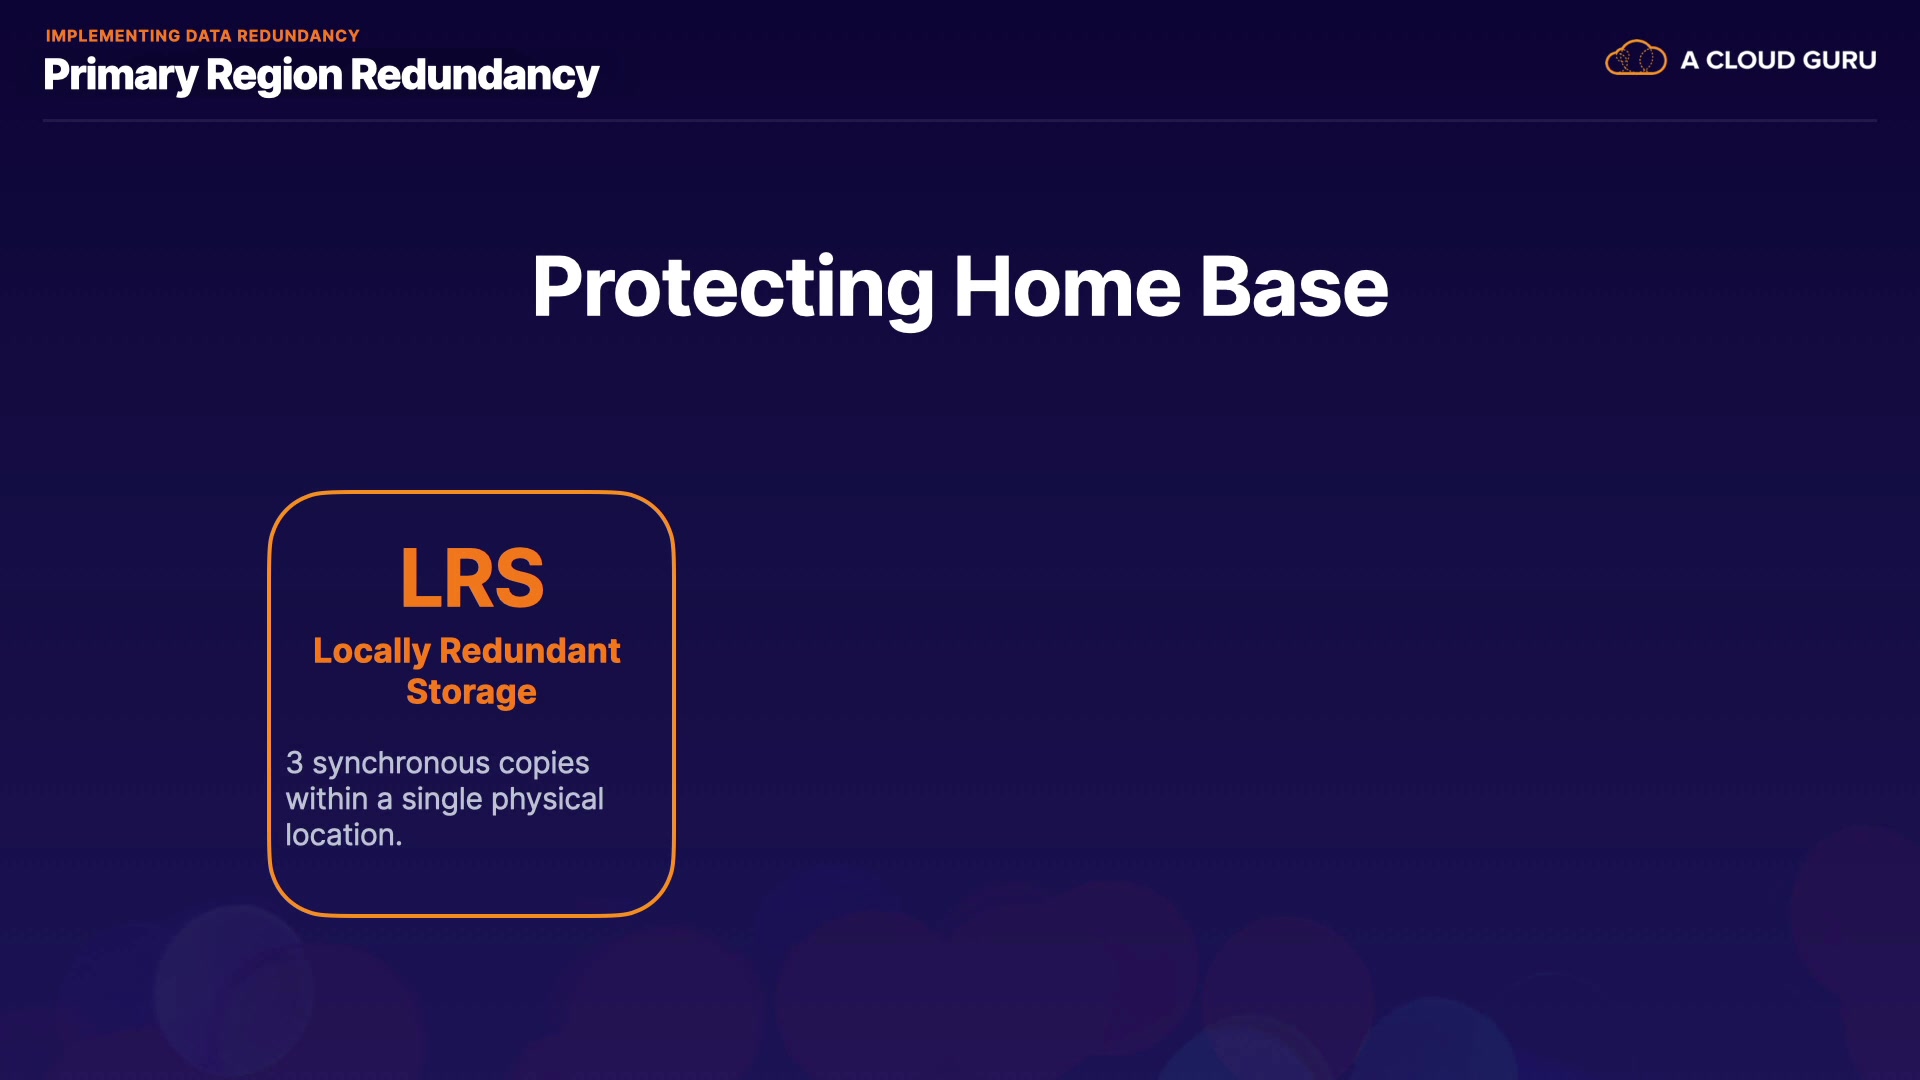 IMPLEMENTING DATA REDUNDANCY
Primary Region Redundancy
A CLOUD GURU
Protecting Home Base
LRS
Locally Redundant
Storage
3 synchronous copies
within a single physical
location.